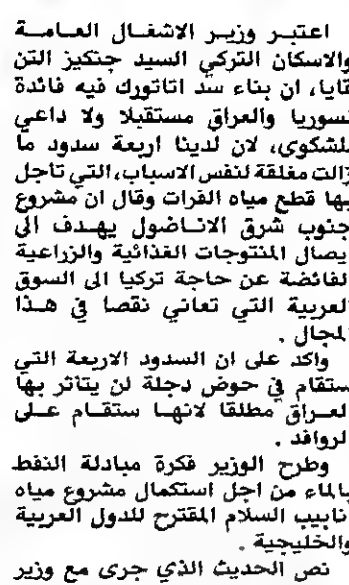 اعتبر وزير الاشغال العامة
والاسكان التركي السيد جنكيز التن
قايا، ان بناء سد اتاتورك فيه فائدة
لسوريا والعراق مستقبلا ولا داعي
للشكوى، لان لدينا اربعة سدود ما
زالت مغلقة لنفس الاسباب، التي تاجل
بها قطع مياه الفرات وقال ان مشروع
جنوب شرق الاناضول يهدف الى
ايصال المنتوجات الغذائية والزراعية
الفائضة عن حاجة تركيا الى السوق
العربية التي تعاني نقصا في هذا
المجال .
واكد على ان السدود الاربعة التي
ستقام في حوض دجلة لن يتاثر بها
العراق مطلقا لانها ستقام على
الروافد .
وطرح الوزير فكرة مبادلة النفط
بالماء من اجل استكمال مشروع مياه
انابيب السلام المقترح للدول العربية
والخليجية .
نص الحديث الذي جرى مع وزير